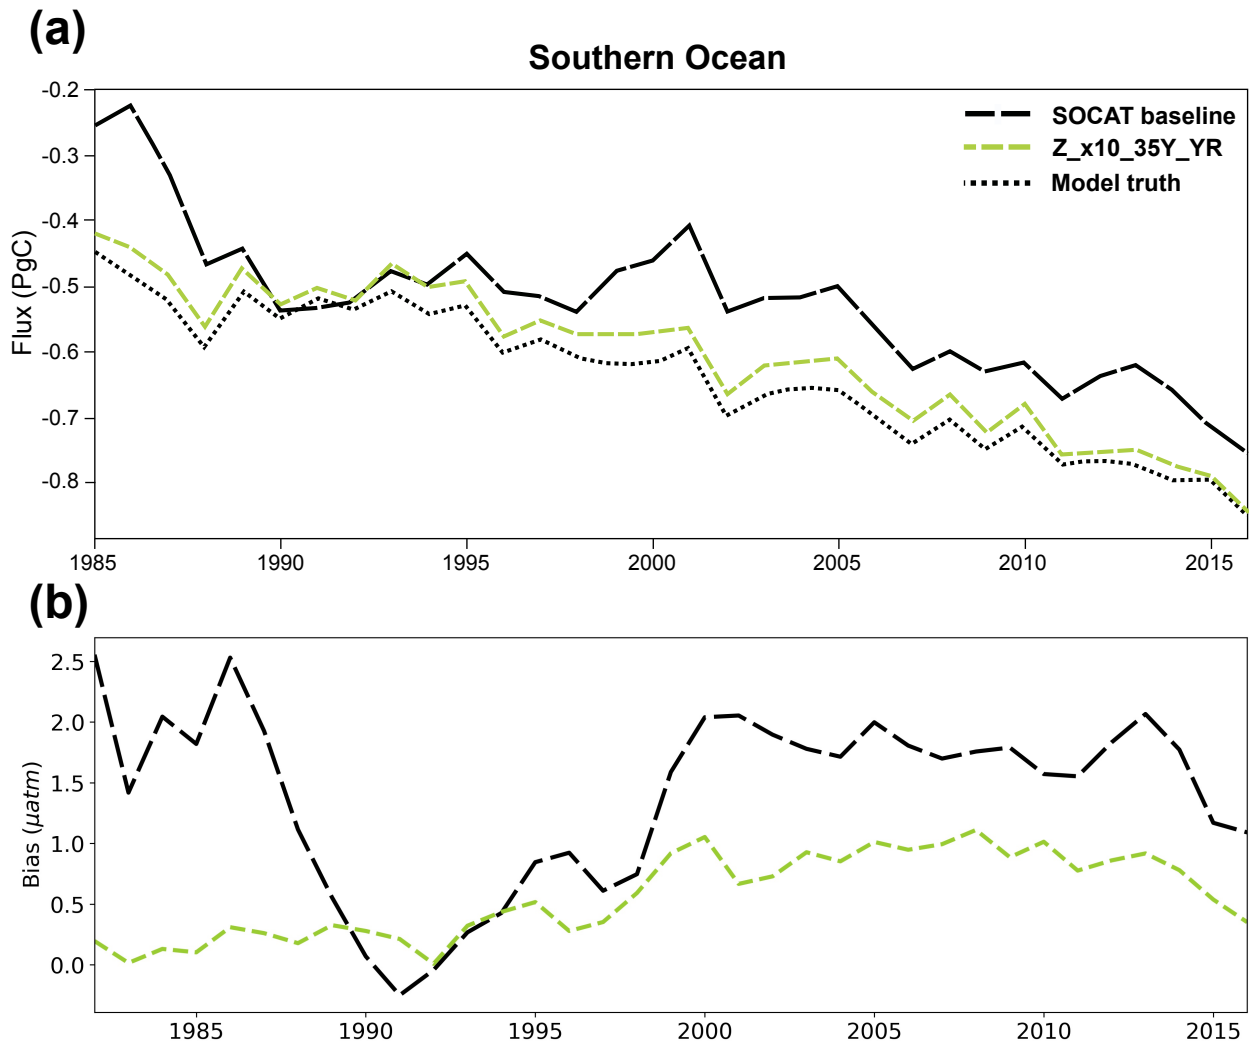 (a)
Southern Ocean
Flux (PgC)
-0.2
-0.3
-0.4
-0.5
-0.6
-0.7
-0.8
SOCAT baseline
Z_x10_35Y_YR
Model truth
1985 1990 1995 2000 2005 2010 2015
(b)
Bias (μatm)
2.5
2.0
1.5
1.0
0.5
0.0
1985 1990 1995 2000 2005 2010 2015